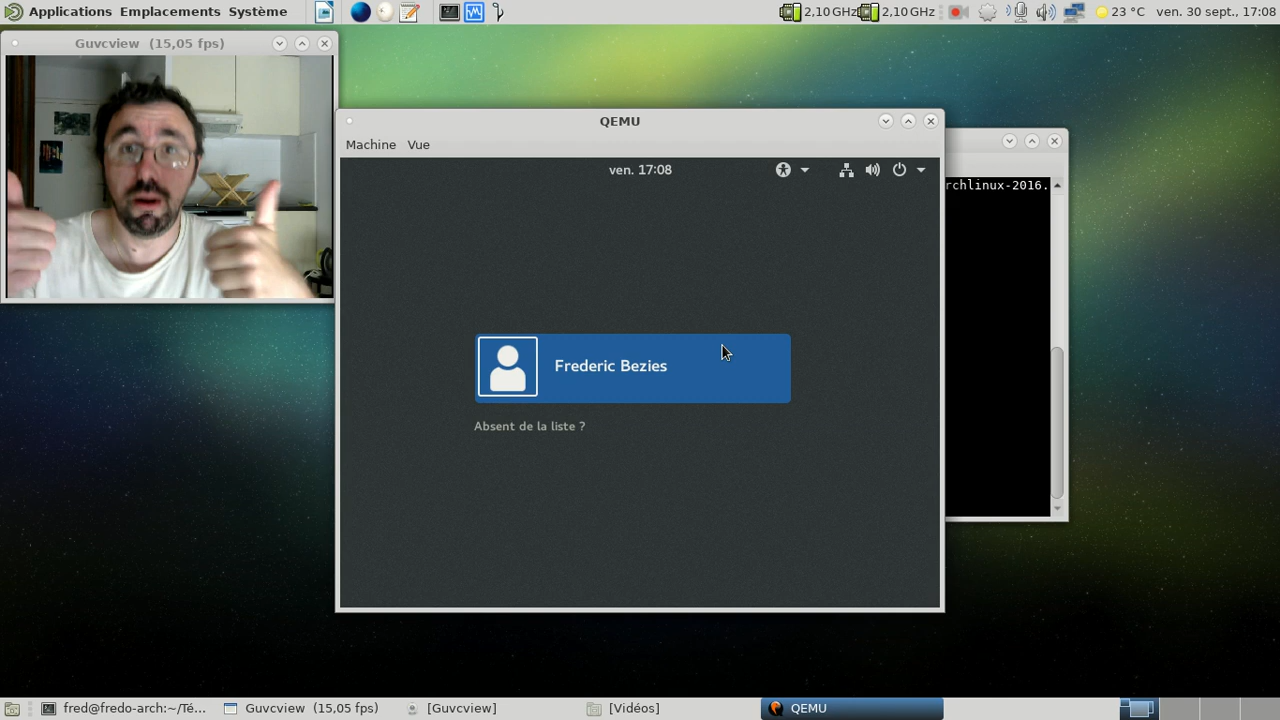 Applications Emplacements Système
2,10 GHz 2,10 GHz 23 °C ven. 30 sept., 17:08
Guvcview (15,05 fps)
QEMU
Machine Vue
ven. 17:08
rchlinux-2016.
Frederic Bezies
Absent de la liste ?
fred@fredo-arch:~/Té... Guvcview (15,05 fps) [Guvcview] [Vidéos] QEMU